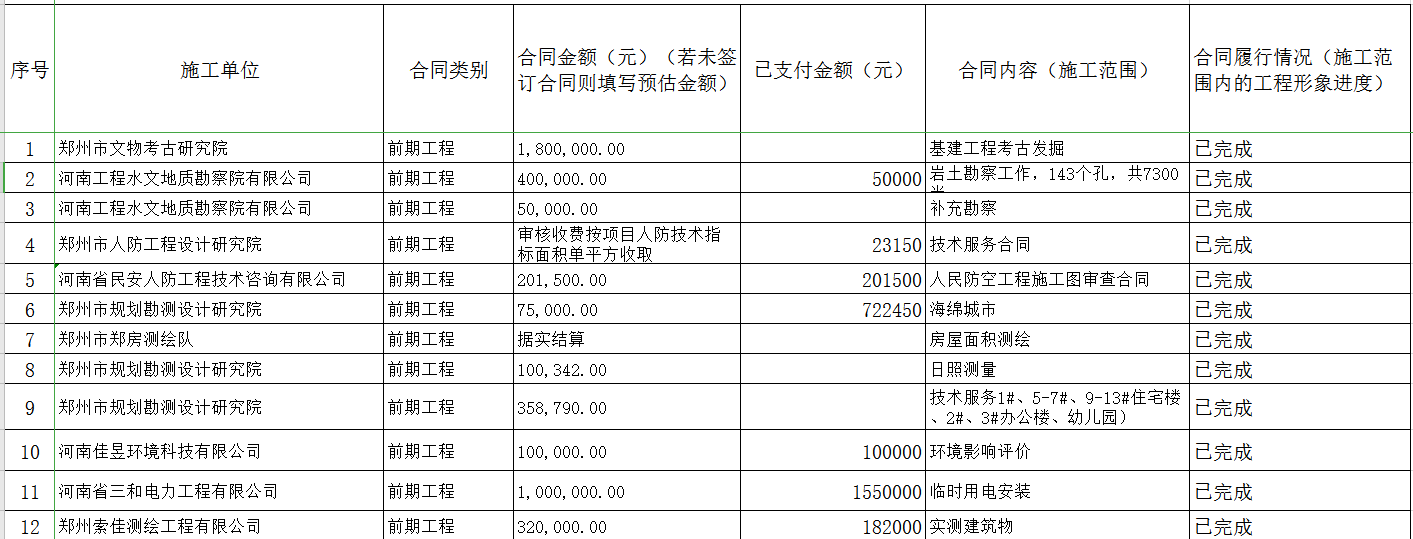 序号 施工单位 合同类别 合同金额（元）（若未签订合同则填写预估金额） 已支付金额（元） 合同内容（施工范围） 合同履行情况（施工范围内的工程形象进度）
1 郑州市文物考古研究院 前期工程 1,800,000.00 基建工程考古发掘 已完成
2 河南工程水文地质勘察院有限公司 前期工程 400,000.00 50000 岩土勘察工作，143个孔，共7300 已完成
3 河南工程水文地质勘察院有限公司 前期工程 50,000.00 补充勘察 已完成
4 郑州市人防工程设计研究院 前期工程 审核收费按项目人防技术指标面积单平方收取 23150 技术服务合同 已完成
5 河南省民安人防工程技术咨询有限公司 前期工程 201,500.00 201500 人民防空工程施工图审查合同 已完成
6 郑州市规划勘测设计研究院 前期工程 75,000.00 722450 海绵城市 已完成
7 郑州市郑房测绘队 前期工程 据实结算 房屋面积测绘 已完成
8 郑州市规划勘测设计研究院 前期工程 100,342.00 日照测量 已完成
9 郑州市规划勘测设计研究院 前期工程 358,790.00 技术服务1#、5-7#、9-13#住宅楼、2#、3#办公楼、幼儿园） 已完成
10 河南佳昱环境科技有限公司 前期工程 100,000.00 100000 环境影响评价 已完成
11 河南省三和电力工程有限公司 前期工程 1,000,000.00 1550000 临时用电安装 已完成
12 郑州索佳测绘工程有限公司 前期工程 320,000.00 182000 实测建筑物 已完成